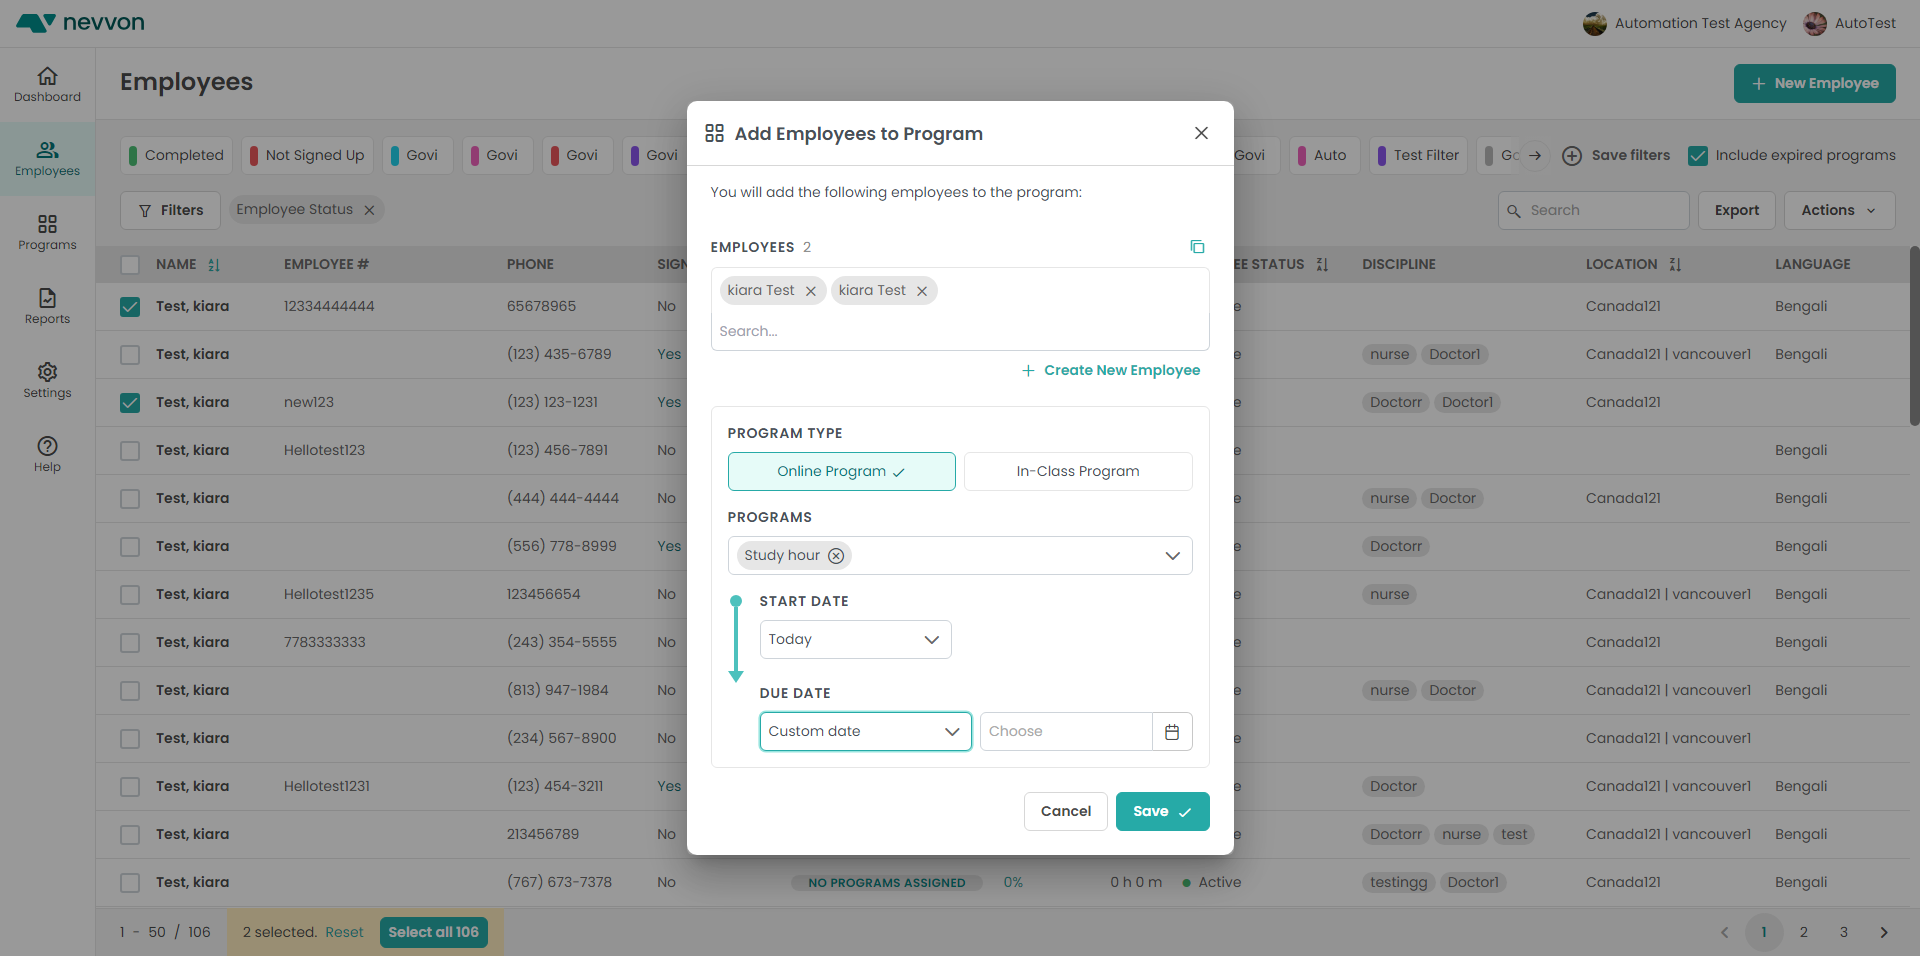 nevvon
Automation Test Agency
AutoTest
Dashboard
Employees
Programs
Reports
Settings
Help
Employees
New Employee
Completed
Not Signed Up
Govi
Govi
Govi
Govi
Govi
Auto
Test Filter
Save filters
Include expired programs
Filters
Employee Status
Search
Export
Actions
NAME EMPLOYEE # PHONE SIGN EE STATUS DISCIPLINE LOCATION LANGUAGE
Test, kiara 12334444444 65678965 No Canada121 Bengali
Test, kiara (123) 435-6789 Yes nurse Doctor1 Canada121 | vancouver1 Bengali
Test, kiara new123 (123) 123-1231 Yes Doctorr Doctor1 Canada121
Test, kiara Hellotest123 (123) 456-7891 No Bengali
Test, kiara (444) 444-4444 No nurse Doctor Canada121 Bengali
Test, kiara (556) 778-8999 Yes Doctorr Bengali
Test, kiara Hellotest1235 123456654 No nurse Canada121 | vancouver1 Bengali
Test, kiara 7783333333 (243) 354-5555 No Canada121 Bengali
Test, kiara (813) 947-1984 No nurse Doctor Canada121 | vancouver1 Bengali
Test, kiara (234) 567-8900 No Canada121 | vancouver1
Test, kiara Hellotest1231 (123) 454-3211 Yes Doctor Canada121 | vancouver1 Bengali
Test, kiara 213456789 No Doctorr nurse test Canada121 | vancouver1 Bengali
Test, kiara (767) 673-7378 No NO PROGRAMS ASSIGNED 0% 0 h 0 m Active testingg Doctor1 Canada121 Bengali
1 - 50 / 106
2 selected. Reset
Select all 106
1 2 3
Add Employees to Program
You will add the following employees to the program:
EMPLOYEES 2
kiara Test kiara Test
Search...
Create New Employee
PROGRAM TYPE
Online Program
In-Class Program
PROGRAMS
Study hour
START DATE
Today
DUE DATE
Custom date
Choose
Cancel
Save